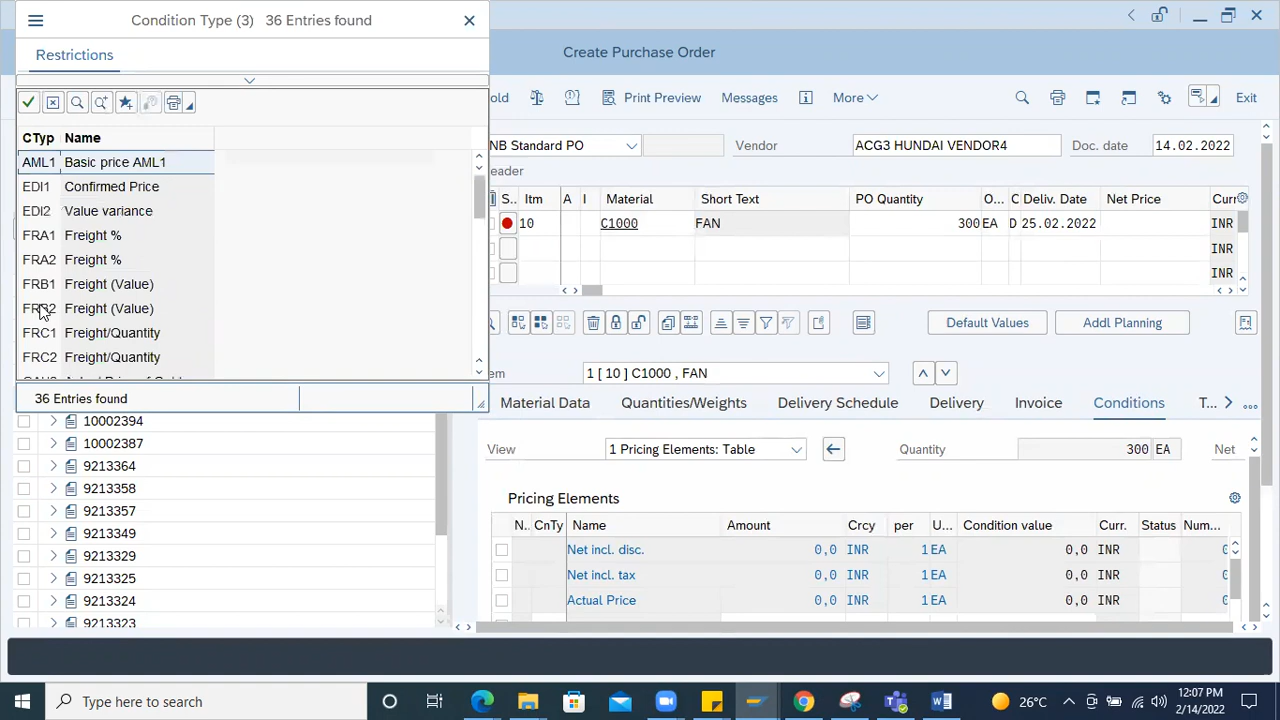 Condition Type (3) 36 Entries found
Restrictions
CTyp Name
AML1 Basic price AML1
EDI1 Confirmed Price
EDI2 Value variance
FRA1 Freight %
FRA2 Freight %
FRB1 Freight (Value)
Freight (Value)
FRC1 Freight/Quantity
FRC2 Freight/Quantity
36 Entries found
10002394
10002387
9213364
9213358
9213357
9213349
9213329
9213325
9213324
9213323
Create Purchase Order
old Print Preview Messages More Exit
NB Standard PO Vendor ACG3 HUNDAI VENDOR4 Doc. date 14.02.2022
eader
S.. Itm A I Material Short Text PO Quantity O... C Deliv. Date Net Price Curr
10 C1000 FAN 300 EA D 25.02.2022 INR
INR
INR
Default Values Addl Planning
em 1 [ 10 ] C1000 , FAN
Material Data Quantities/Weights Delivery Schedule Delivery Invoice Conditions T...
View 1 Pricing Elements: Table Quantity 300 EA Net
Pricing Elements
N.. CnTy Name Amount Crcy per U... Condition value Curr. Status Num...
Net incl. disc. 0,0 INR 1 EA 0,0 INR
Net incl. tax 0,0 INR 1 EA 0,0 INR
Actual Price 0,0 INR 1 EA 0,0 INR
Type here to search 26°C 12:07 PM
2/14/2022